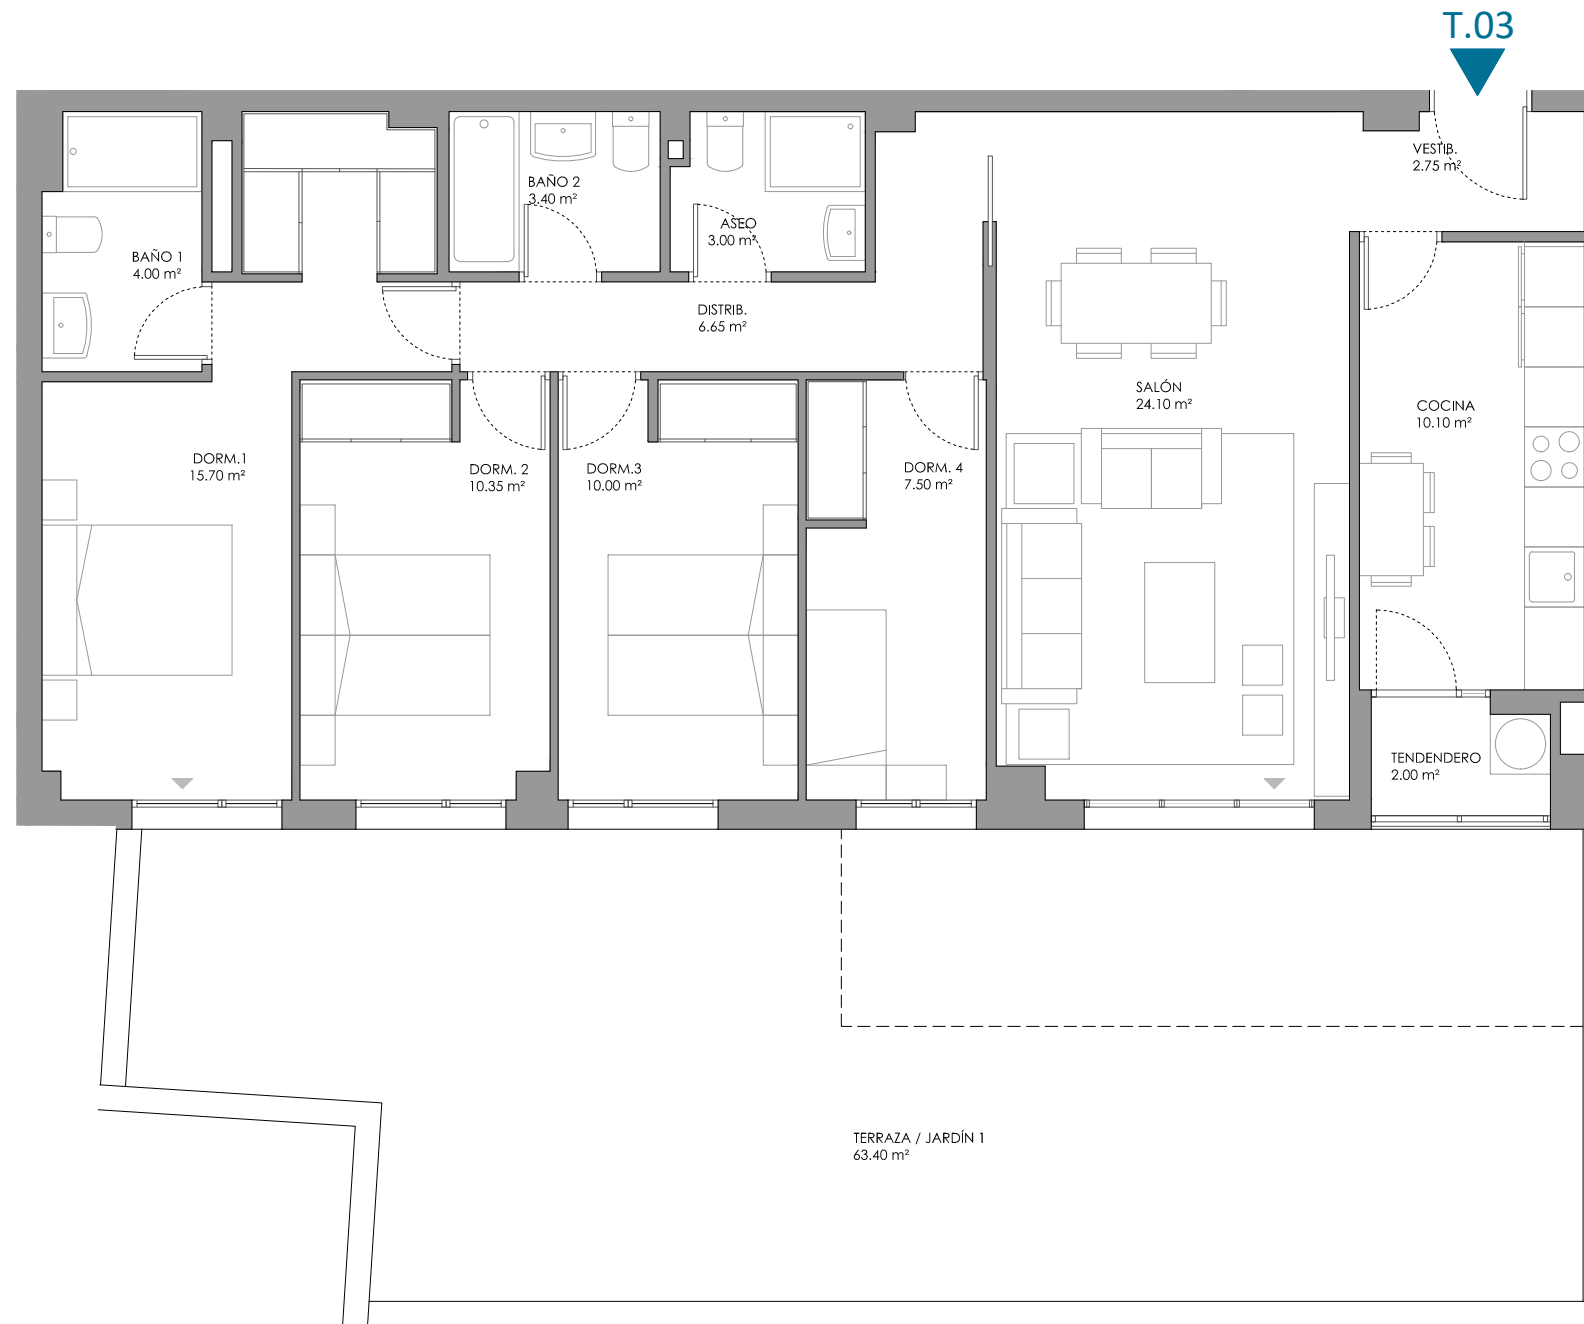 T.03
VESTIB.
2.75 m²
BAÑO 2
3.40 m²
ASEO
3.00 m²
BAÑO 1
4.00 m²
DISTRIB.
6.65 m²
SALÓN
24.10 m²
COCINA
10.10 m²
DORM.1
15.70 m²
DORM. 2
10.35 m²
DORM.3
10.00 m²
DORM. 4
7.50 m²
TENDENDERO
2.00 m²
TERRAZA / JARDÍN 1
63.40 m²